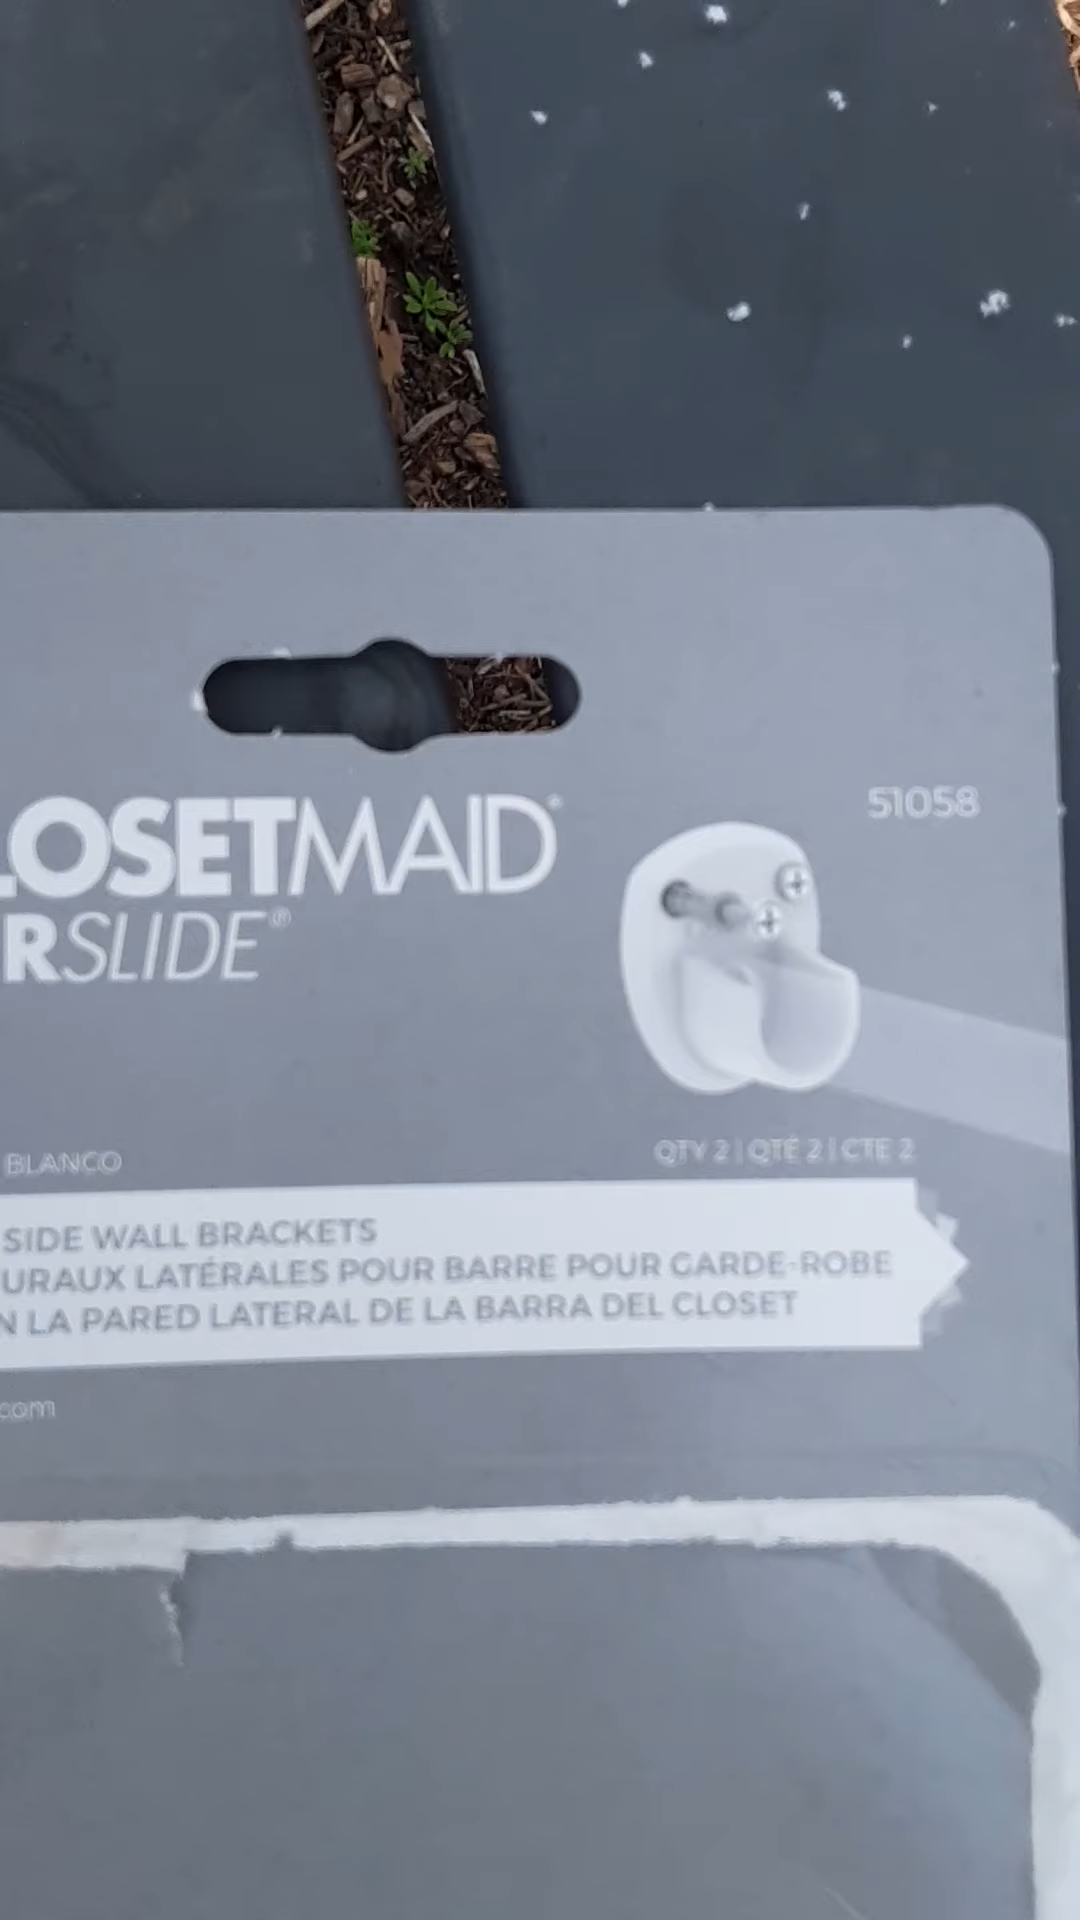 LOSETMAID®
RSLIDE®
51058
BLANCO
QTY 2 | QTÉ 2 | CTE 2
SIDE WALL BRACKETS
URAUX LATÉRALES POUR BARRE POUR GARDE-ROBE
N LA PARED LATERAL DE LA BARRA DEL CLOSET
.com